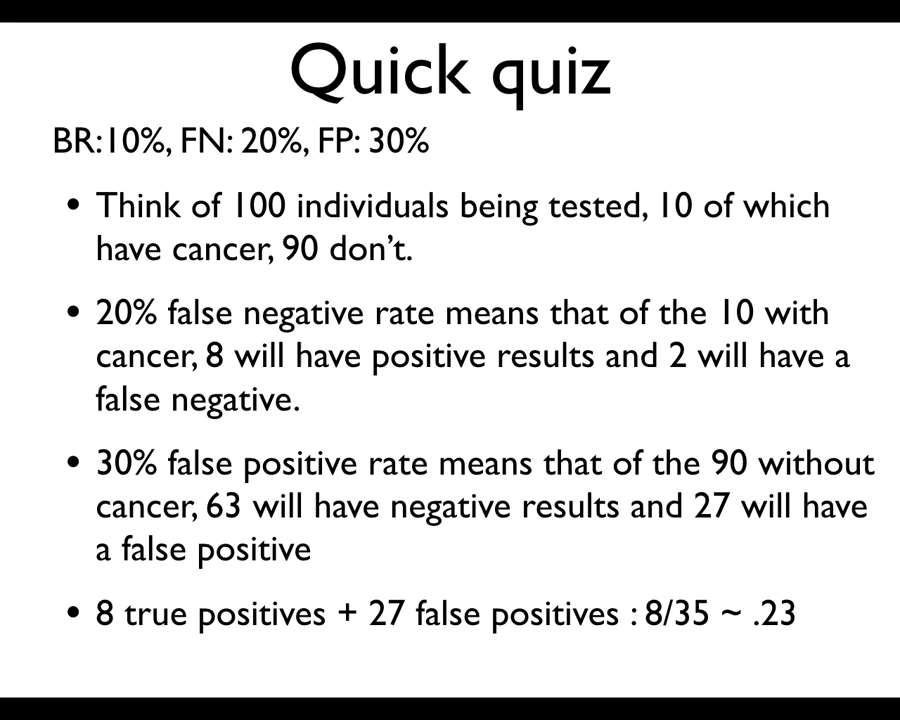 Quick quiz
BR:10%, FN: 20%, FP: 30%
• Think of 100 individuals being tested, 10 of which
have cancer, 90 don’t.
• 20% false negative rate means that of the 10 with
cancer, 8 will have positive results and 2 will have a
false negative.
• 30% false positive rate means that of the 90 without
cancer, 63 will have negative results and 27 will have
a false positive
• 8 true positives + 27 false positives : 8/35 ~ .23